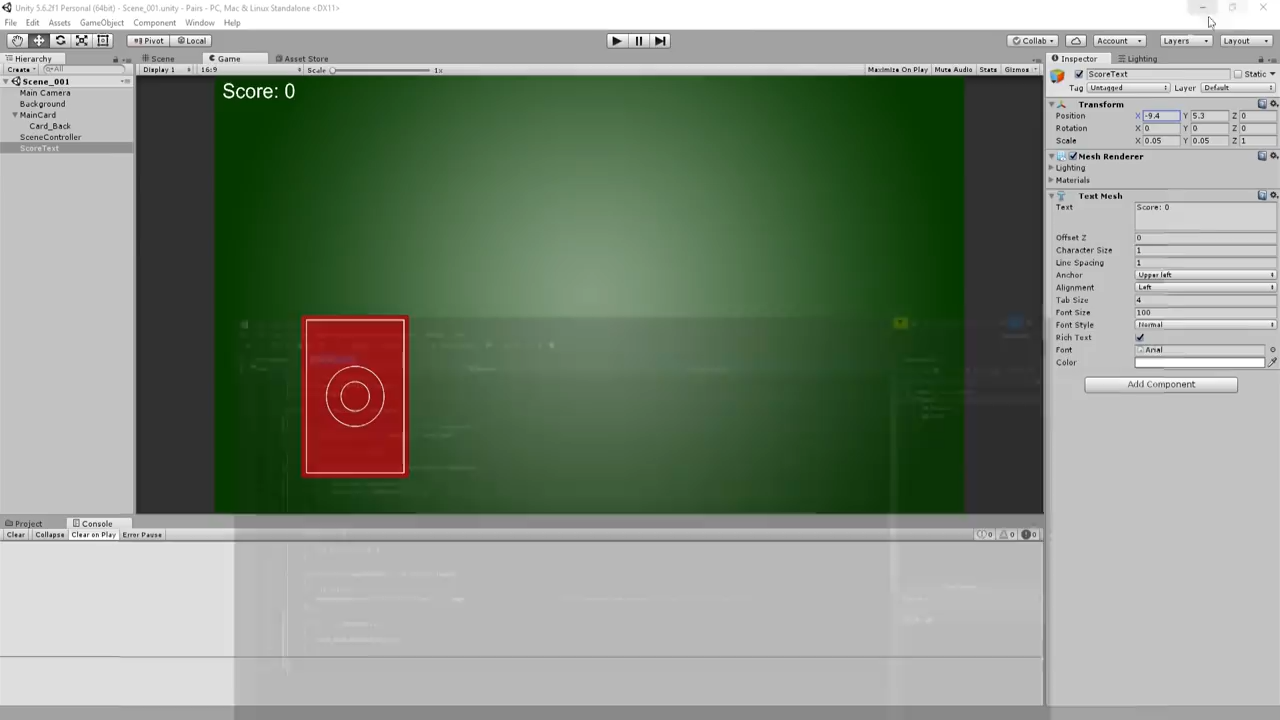 Unity 5.6.2f1 Personal (64bit) - Scene_001.unity - Pairs - PC, Mac & Linux Standalone <DX11>
File Edit Assets GameObject Component Window Help
Pivot Local Collab Account Layers Layout
Hierarchy Scene Game Asset Store Inspector Lighting
Create All Display 1 16:9 Scale 1x Maximize On Play Mute Audio Stats Gizmos
ScoreText Static
Scene_001
Tag Untagged Layer Default
Main Camera
Background
MainCard
Card_Back
SceneController
ScoreText
Score: 0
Transform
Position X -9.4 Y 5.3 Z 0
Rotation X 0 Y 0 Z 0
Scale X 0.05 Y 0.05 Z 1
Mesh Renderer
Lighting
Materials
Text Mesh
Text Score: 0
Offset Z 0
Character Size 1
Line Spacing 1
Anchor Upper left
Alignment Left
Tab Size 4
Font Size 100
Font Style Normal
Rich Text
Font Arial
Color
Add Component
Project Console
Clear Collapse Clear on Play Error Pause 0 0 0